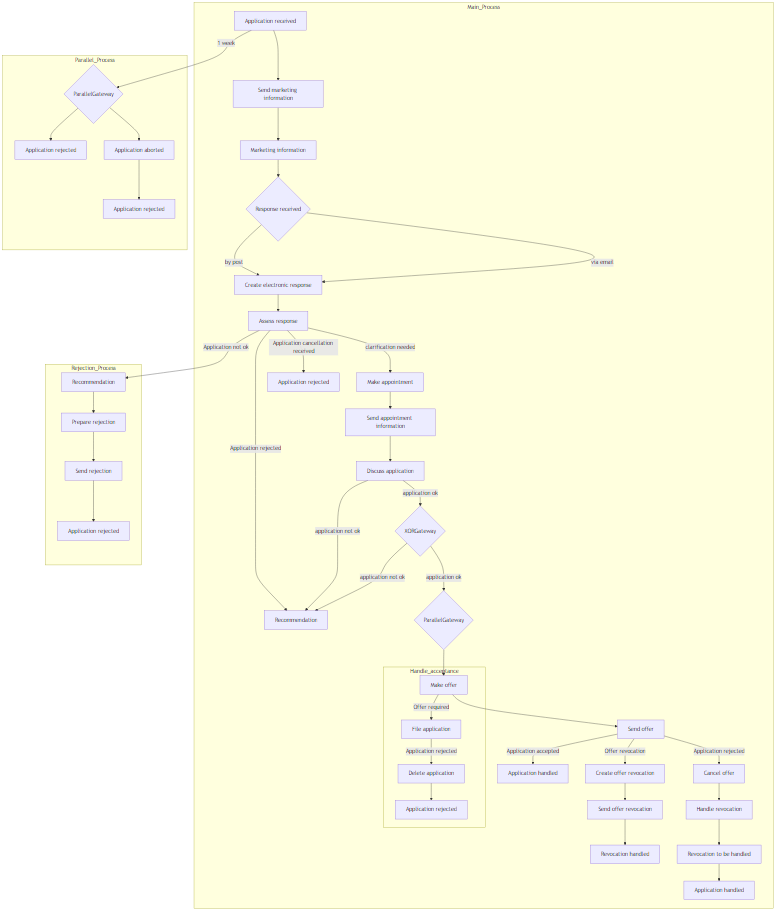 Main_Process
Application received
1 week
Parallel_Process
ParallelGateway
Application rejected
Application aborted
Application rejected
Send marketing
information
Marketing information
Response received
by post
via email
Create electronic response
Assess response
Application not ok
Application cancellation
received
clarification needed
Rejection_Process
Recommendation
Prepare rejection
Send rejection
Application rejected
Application rejected
Make appointment
Send appointment
information
Application rejected
Discuss application
application ok
application not ok
XORGateway
application not ok
application ok
Recommendation
ParallelGateway
Handle_acceptance
Make offer
Offer required
File application
Application rejected
Delete application
Application rejected
Send offer
Application accepted
Offer revocation
Application rejected
Application handled
Create offer revocation
Cancel offer
Send offer revocation
Handle revocation
Revocation handled
Revocation to be handled
Application handled